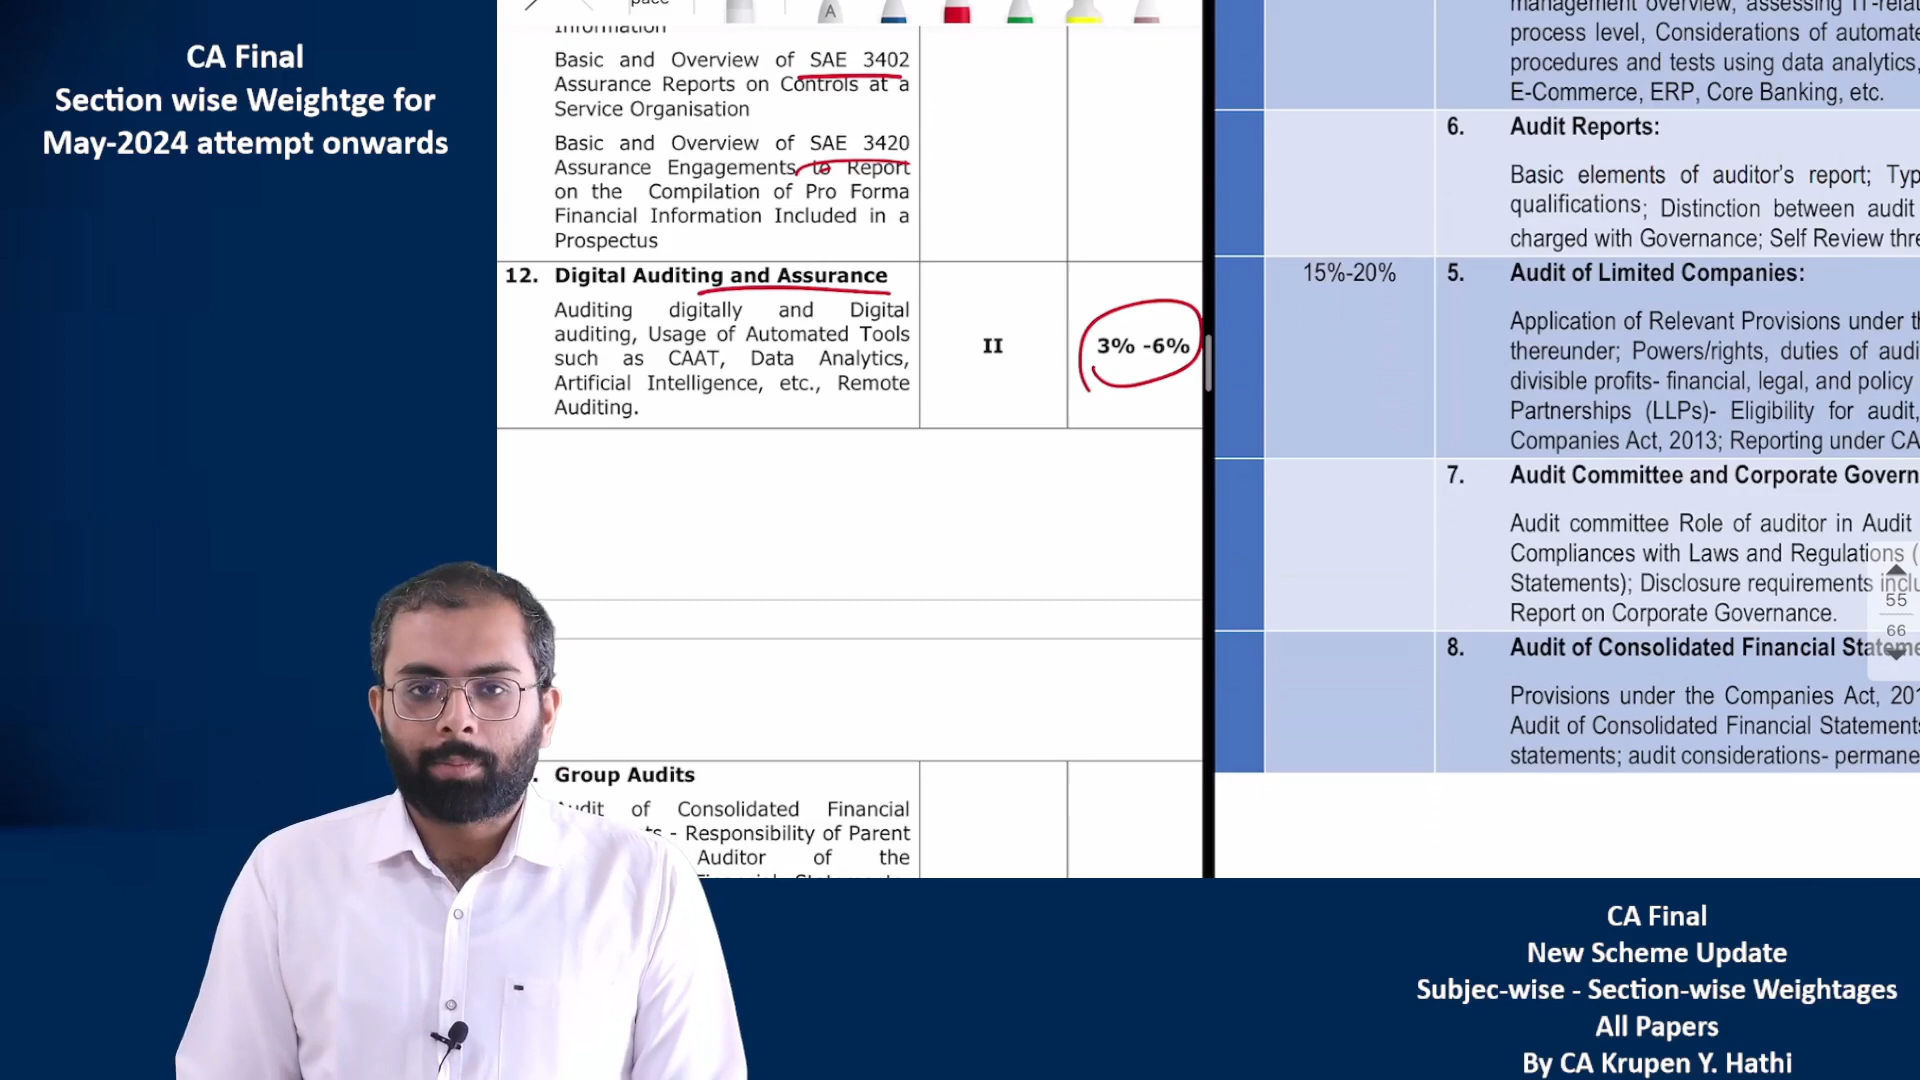 CA Final
Section wise Weightge for
May-2024 attempt onwards
pace
A
Information
Basic and Overview of SAE 3402
Assurance Reports on Controls at a
Service Organisation
Basic and Overview of SAE 3420
Assurance Engagements to Report
on the Compilation of Pro Forma
Financial Information Included in a
Prospectus
12. Digital Auditing and Assurance
Auditing digitally and Digital
auditing, Usage of Automated Tools
such as CAAT, Data Analytics,
Artificial Intelligence, etc., Remote
Auditing.
II
3% -6%
Group Audits
of Consolidated Financial
- Responsibility of Parent
Auditor of the
management overview, assessing
process level, Considerations of
procedures and tests using data analytics,
E-Commerce, ERP, Core Banking, etc.
6. Audit Reports:
Basic elements of auditor's report;
qualifications; Distinction between audit
charged with Governance; Self Review
15%-20%
5. Audit of Limited Companies:
Application of Relevant Provisions under
thereunder; Powers/rights, duties of
divisible profits- financial, legal, and policy
Partnerships (LLPs)- Eligibility for audit,
Companies Act, 2013; Reporting under
7. Audit Committee and Corporate
Audit committee Role of auditor in Audit
Compliances with Laws and Regulations (
Statements); Disclosure requirements
Report on Corporate Governance.
55
66
8. Audit of Consolidated Financial
Provisions under the Companies Act,
Audit of Consolidated Financial
statements; audit considerations-
CA Final
New Scheme Update
Subjec-wise - Section-wise Weightages
All Papers
By CA Krupen Y. Hathi